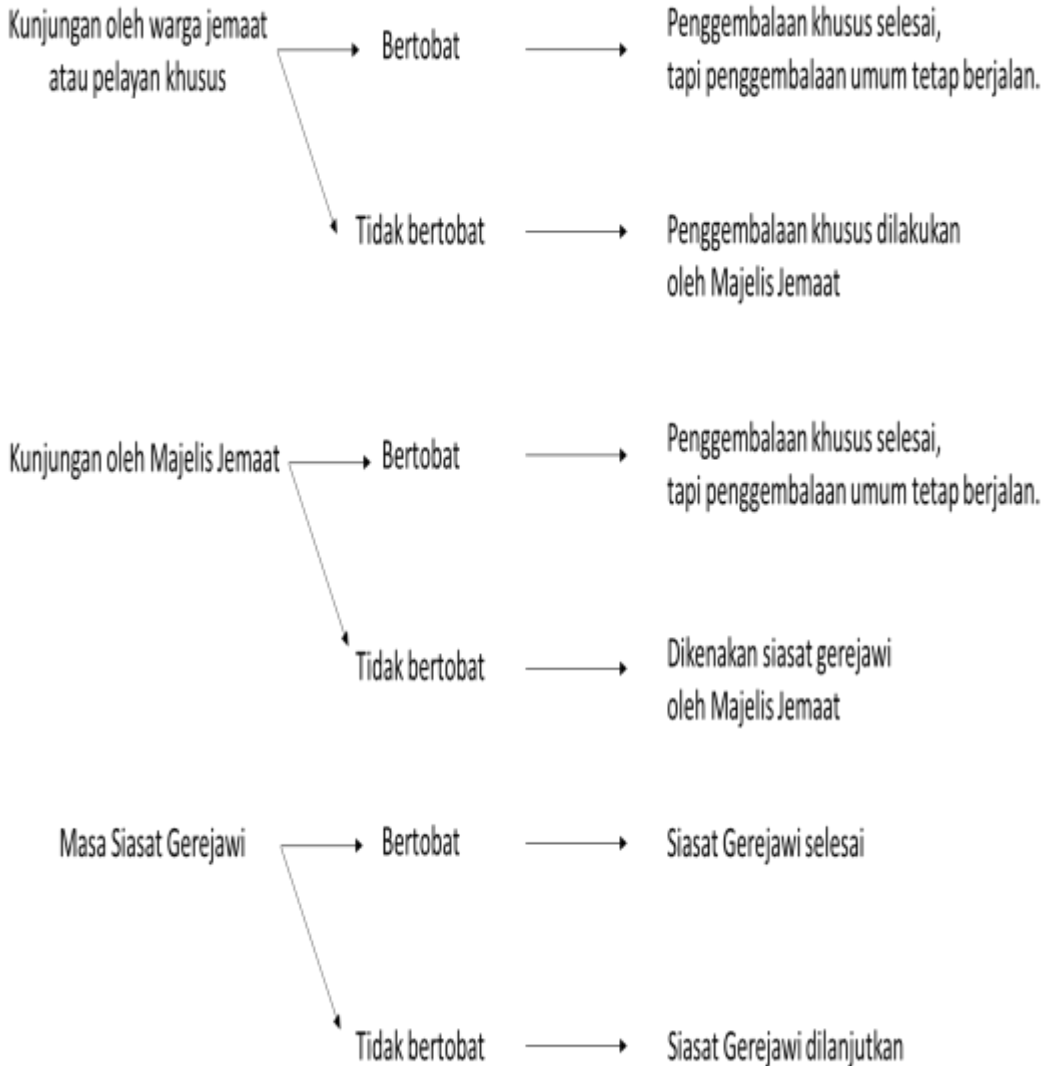 Kunjungan oleh warga jemaat
atau pelayan khusus
Bertobat
Penggembalaan khusus selesai,
tapi penggembalaan umum tetap berjalan.
Tidak bertobat
Penggembalaan khusus dilakukan
oleh Majelis Jemaat
Kunjungan oleh Majelis Jemaat
Bertobat
Penggembalaan khusus selesai,
tapi penggembalaan umum tetap berjalan.
Tidak bertobat
Dikenakan siasat gerejawi
oleh Majelis Jemaat
Masa Siasat Gerejawi
Bertobat
Siasat Gerejawi selesai
Tidak bertobat
Siasat Gerejawi dilanjutkan